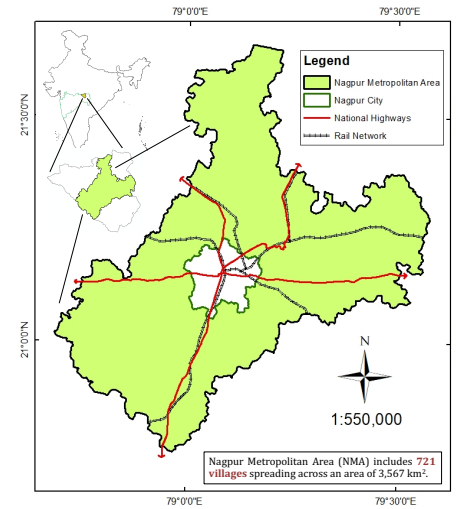 79°0'0"E
79°30'0"E
21°30'0"N
21°0'0"N
Legend
Nagpur Metropolitan Area
Nagpur City
National Highways
Rail Network
N
1:550,000
Nagpur Metropolitan Area (NMA) includes 721
villages spreading across an area of 3,567 km².
79°0'0"E
79°30'0"E